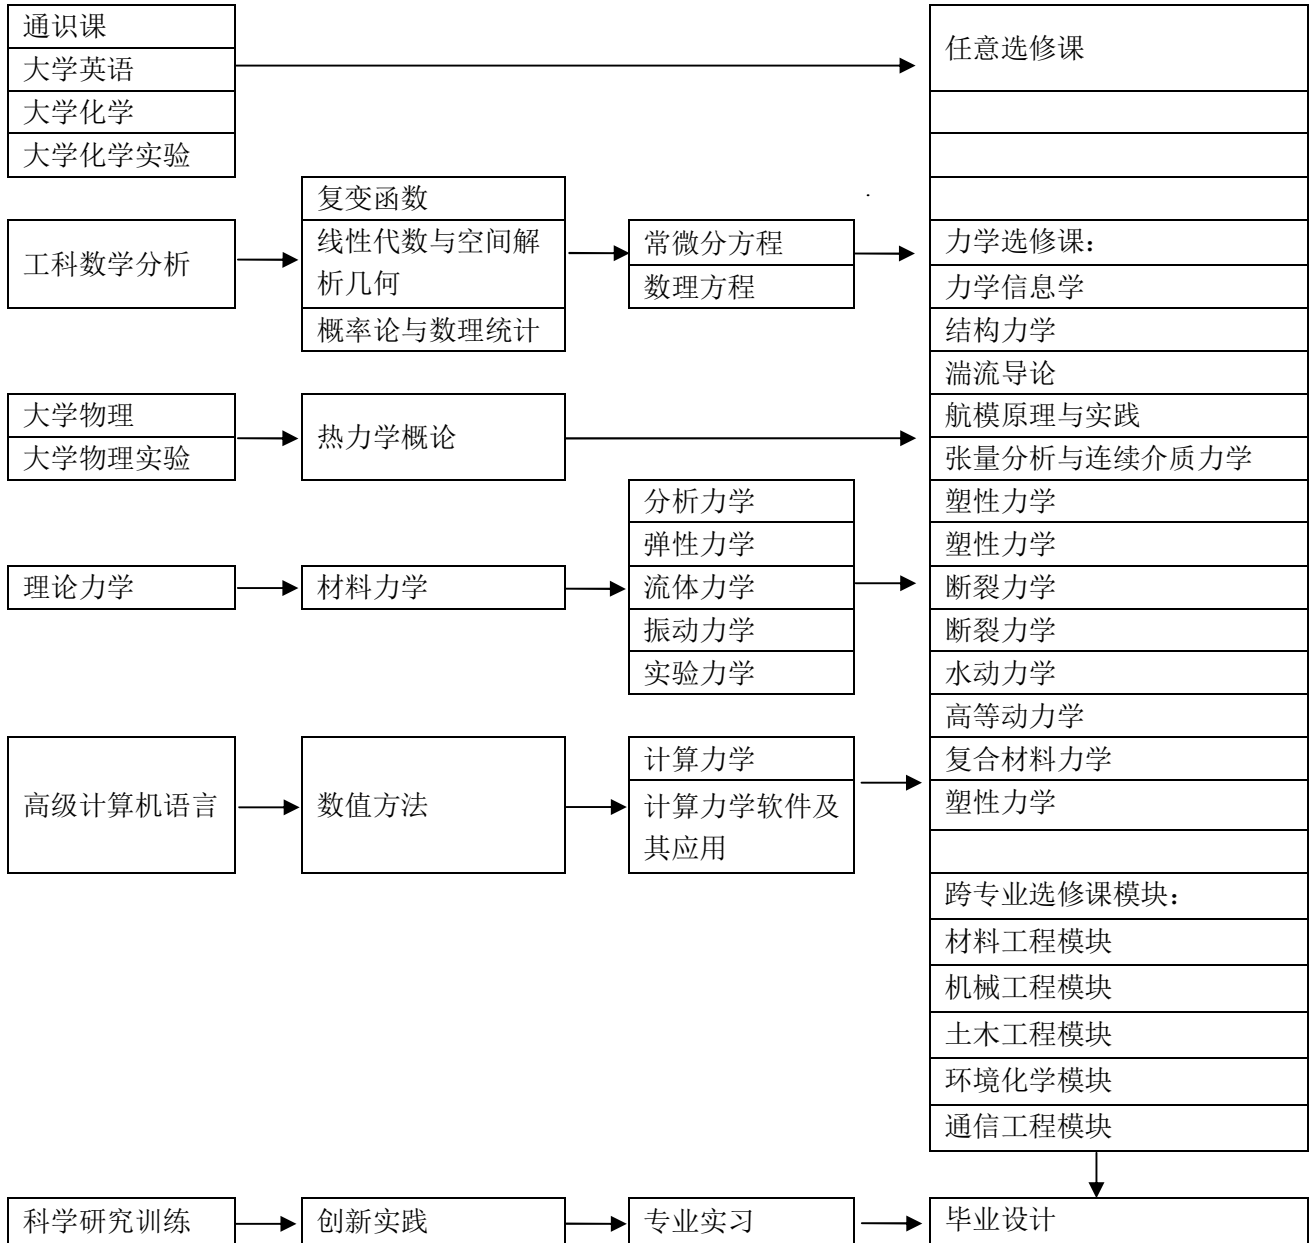 通识课
大学英语
大学化学
大学化学实验
任意选修课
工科数学分析
复变函数
线性代数与空间解
析几何
概率论与数理统计
常微分方程
数理方程
力学选修课：
力学信息学
结构力学
湍流导论
航模原理与实践
张量分析与连续介质力学
塑性力学
塑性力学
断裂力学
断裂力学
水动力学
高等动力学
复合材料力学
塑性力学
大学物理
大学物理实验
热力学概论
理论力学
材料力学
分析力学
弹性力学
流体力学
振动力学
实验力学
高级计算机语言
数值方法
计算力学
计算力学软件及
其应用
跨专业选修课模块：
材料工程模块
机械工程模块
土木工程模块
环境化学模块
通信工程模块
科学研究训练
创新实践
专业实习
毕业设计